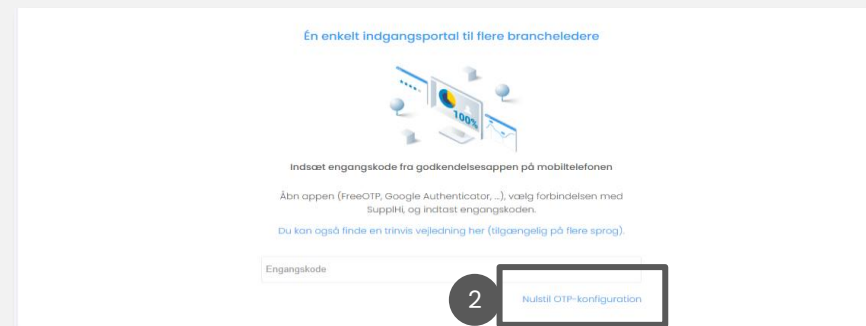 Én enkelt indgangsportal til flere brancheledere
100%
Indsæt engangskode fra godkendelsesappen på mobiltelefonen
Åbn appen (FreeOTP, Google Authenticator, ...), vælg forbindelsen med
SupplHi, og indtast engangskoden.
Du kan også finde en trinvis vejledning her (tilgængelig på flere sprog).
Engangskode
2
Nulstil OTP-konfiguration